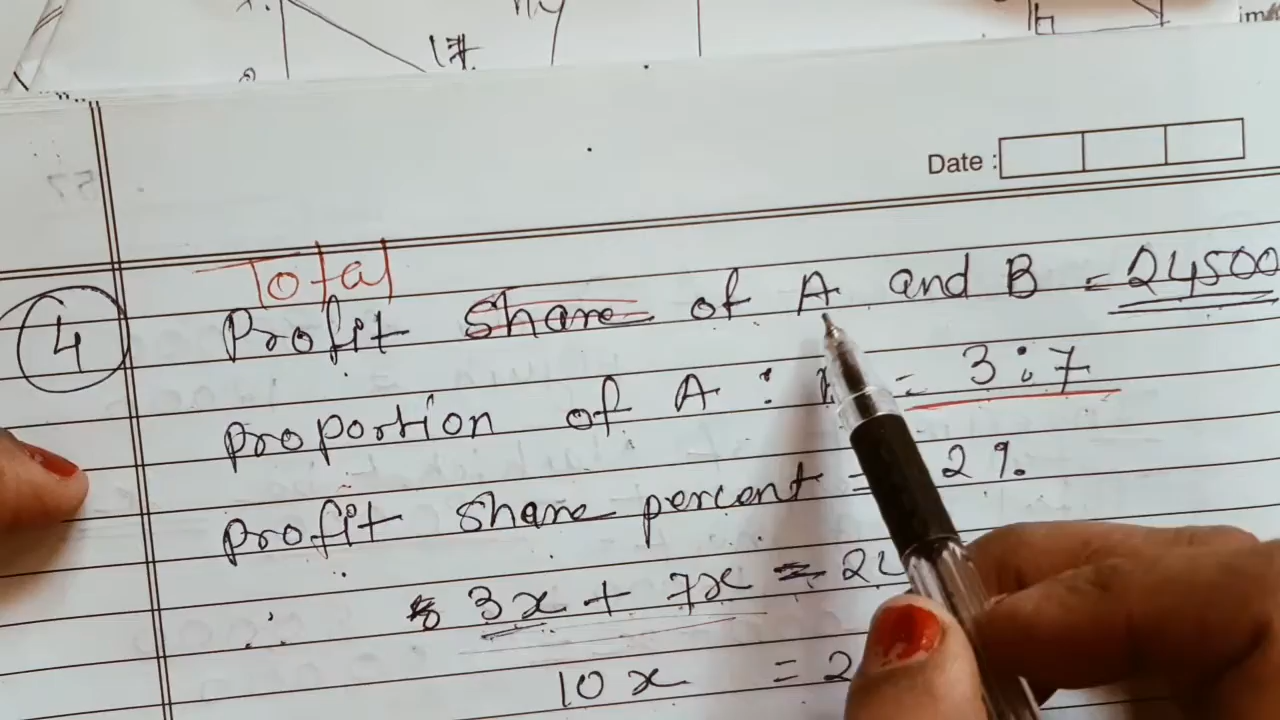 Date :
Total
4 Profit share of A and B = 24500
proportion of A : = 3:7
profit share percent = 2%
∴ 3x + 7x = 24
10x = 2